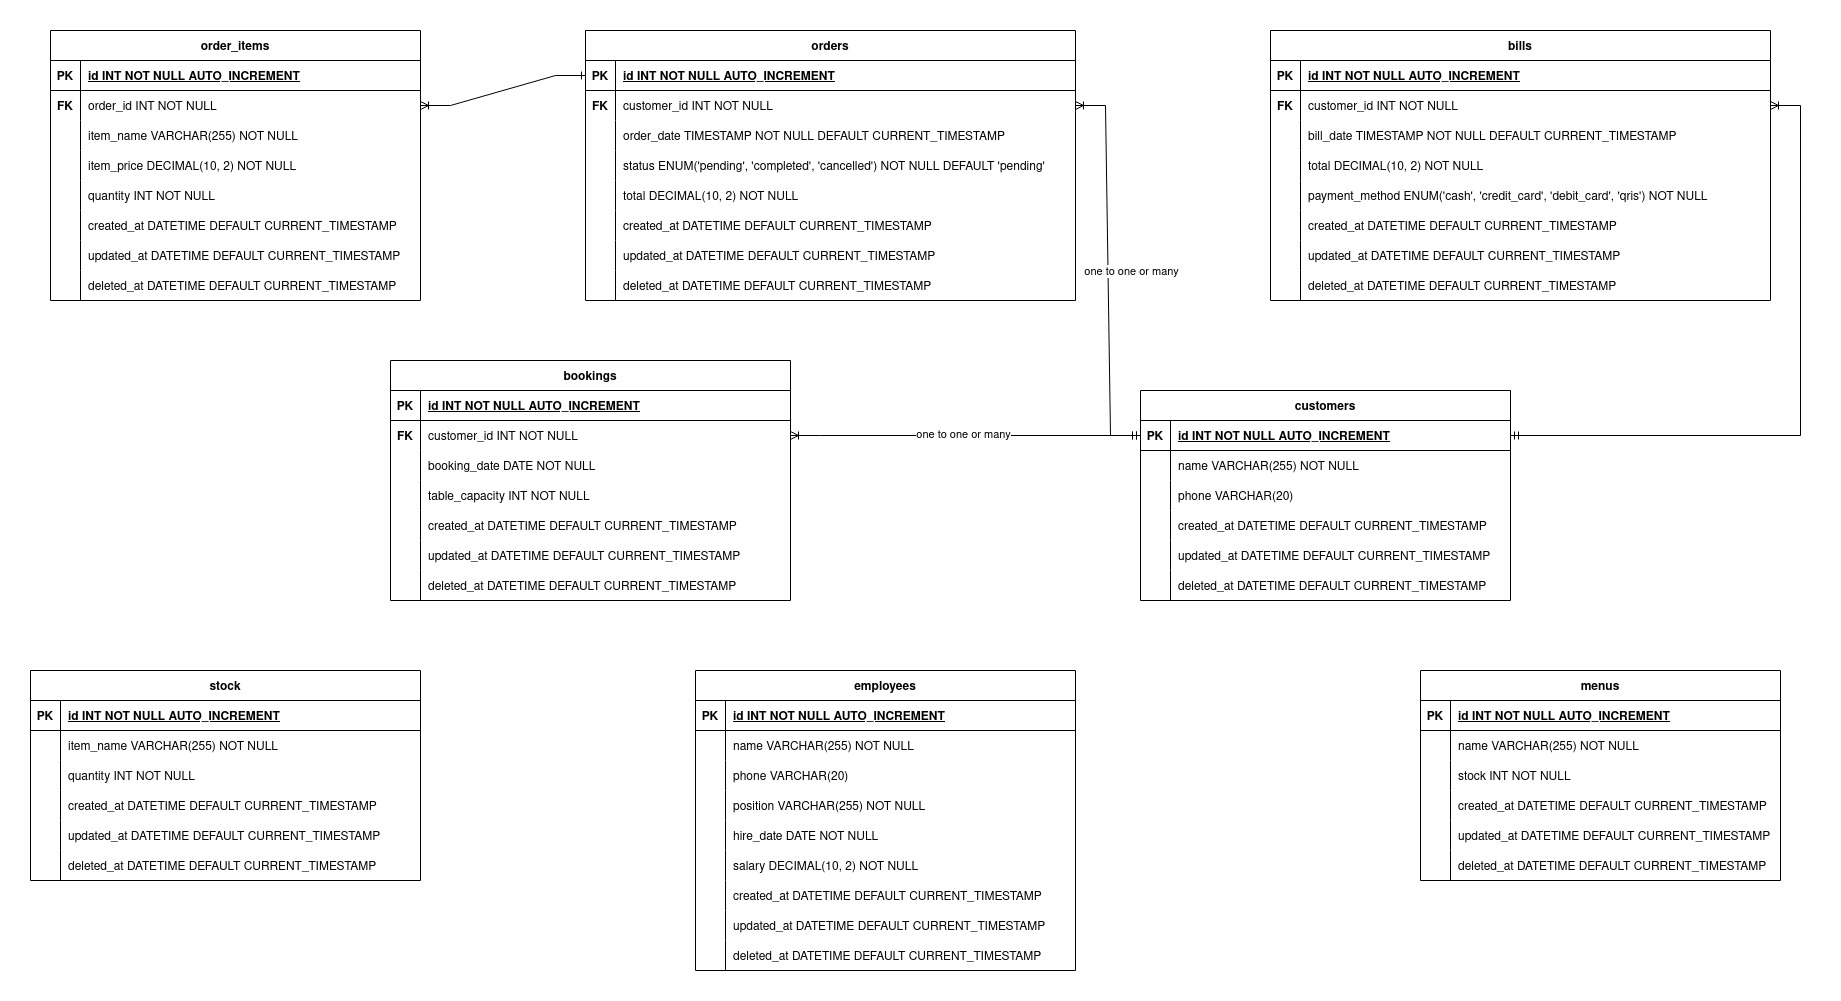 order_items
PK id INT NOT NULL AUTO_INCREMENT
FK order_id INT NOT NULL
item_name VARCHAR(255) NOT NULL
item_price DECIMAL(10, 2) NOT NULL
quantity INT NOT NULL
created_at DATETIME DEFAULT CURRENT_TIMESTAMP
updated_at DATETIME DEFAULT CURRENT_TIMESTAMP
deleted_at DATETIME DEFAULT CURRENT_TIMESTAMP
orders
PK id INT NOT NULL AUTO_INCREMENT
FK customer_id INT NOT NULL
order_date TIMESTAMP NOT NULL DEFAULT CURRENT_TIMESTAMP
status ENUM('pending', 'completed', 'cancelled') NOT NULL DEFAULT 'pending'
total DECIMAL(10, 2) NOT NULL
created_at DATETIME DEFAULT CURRENT_TIMESTAMP
updated_at DATETIME DEFAULT CURRENT_TIMESTAMP
deleted_at DATETIME DEFAULT CURRENT_TIMESTAMP
one to one or many
bills
PK id INT NOT NULL AUTO_INCREMENT
FK customer_id INT NOT NULL
bill_date TIMESTAMP NOT NULL DEFAULT CURRENT_TIMESTAMP
total DECIMAL(10, 2) NOT NULL
payment_method ENUM('cash', 'credit_card', 'debit_card', 'qris') NOT NULL
created_at DATETIME DEFAULT CURRENT_TIMESTAMP
updated_at DATETIME DEFAULT CURRENT_TIMESTAMP
deleted_at DATETIME DEFAULT CURRENT_TIMESTAMP
bookings
PK id INT NOT NULL AUTO_INCREMENT
FK customer_id INT NOT NULL
booking_date DATE NOT NULL
table_capacity INT NOT NULL
created_at DATETIME DEFAULT CURRENT_TIMESTAMP
updated_at DATETIME DEFAULT CURRENT_TIMESTAMP
deleted_at DATETIME DEFAULT CURRENT_TIMESTAMP
one to one or many
customers
PK id INT NOT NULL AUTO_INCREMENT
name VARCHAR(255) NOT NULL
phone VARCHAR(20)
created_at DATETIME DEFAULT CURRENT_TIMESTAMP
updated_at DATETIME DEFAULT CURRENT_TIMESTAMP
deleted_at DATETIME DEFAULT CURRENT_TIMESTAMP
stock
PK id INT NOT NULL AUTO_INCREMENT
item_name VARCHAR(255) NOT NULL
quantity INT NOT NULL
created_at DATETIME DEFAULT CURRENT_TIMESTAMP
updated_at DATETIME DEFAULT CURRENT_TIMESTAMP
deleted_at DATETIME DEFAULT CURRENT_TIMESTAMP
employees
PK id INT NOT NULL AUTO_INCREMENT
name VARCHAR(255) NOT NULL
phone VARCHAR(20)
position VARCHAR(255) NOT NULL
hire_date DATE NOT NULL
salary DECIMAL(10, 2) NOT NULL
created_at DATETIME DEFAULT CURRENT_TIMESTAMP
updated_at DATETIME DEFAULT CURRENT_TIMESTAMP
deleted_at DATETIME DEFAULT CURRENT_TIMESTAMP
menus
PK id INT NOT NULL AUTO_INCREMENT
name VARCHAR(255) NOT NULL
stock INT NOT NULL
created_at DATETIME DEFAULT CURRENT_TIMESTAMP
updated_at DATETIME DEFAULT CURRENT_TIMESTAMP
deleted_at DATETIME DEFAULT CURRENT_TIMESTAMP